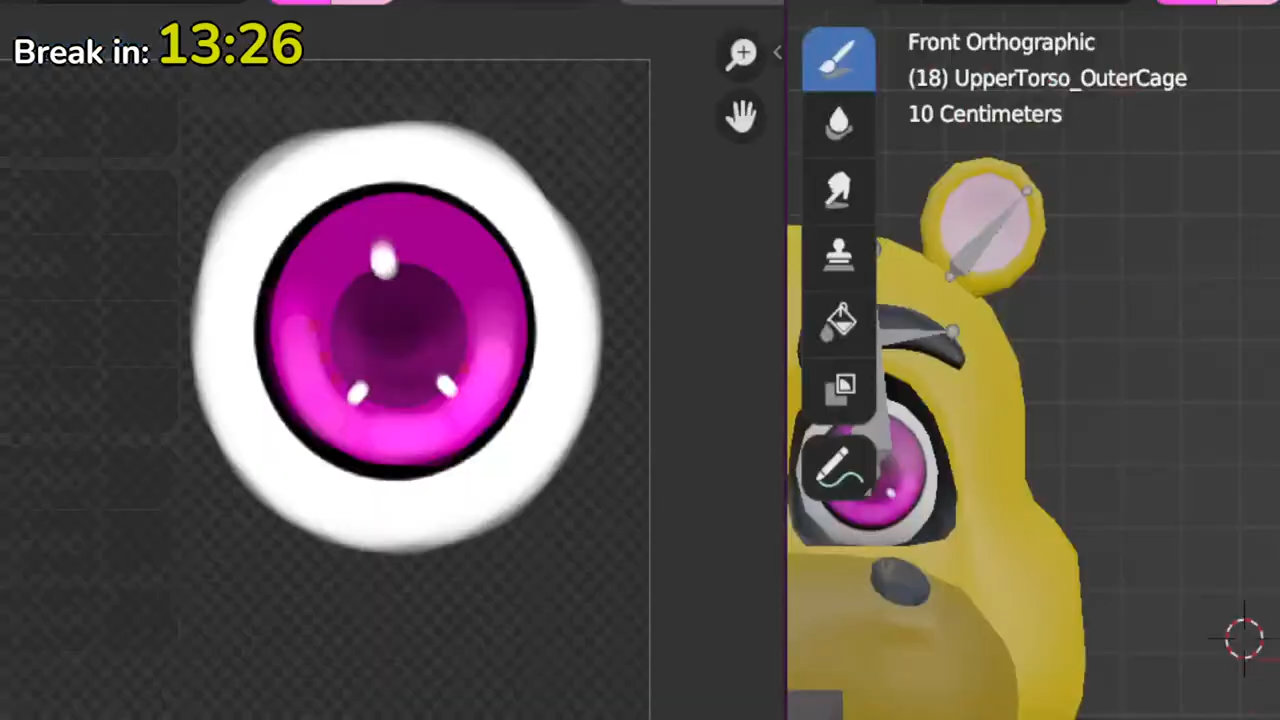 Break in: 13:26
Front Orthographic
(18) UpperTorso_OuterCage
10 Centimeters